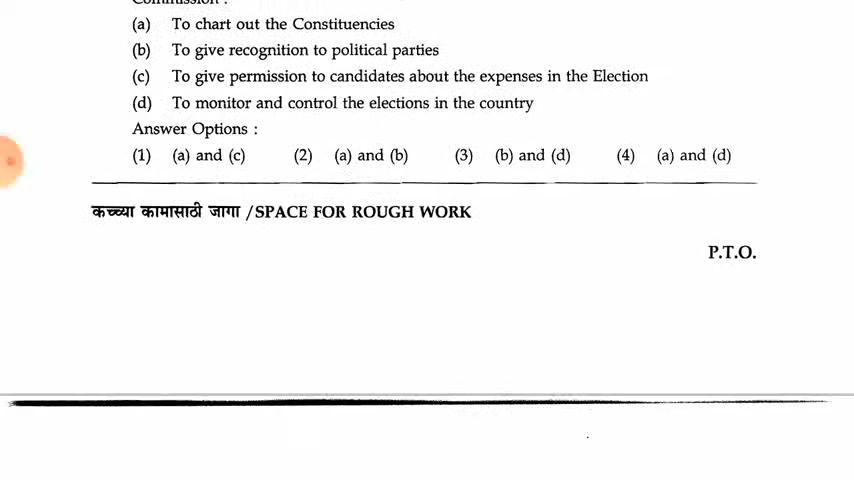 Commission :
(a) To chart out the Constituencies
(b) To give recognition to political parties
(c) To give permission to candidates about the expenses in the Election
(d) To monitor and control the elections in the country
Answer Options :
(1) (a) and (c) (2) (a) and (b) (3) (b) and (d) (4) (a) and (d)
कच्च्या कामासाठी जागा /SPACE FOR ROUGH WORK
P.T.O.